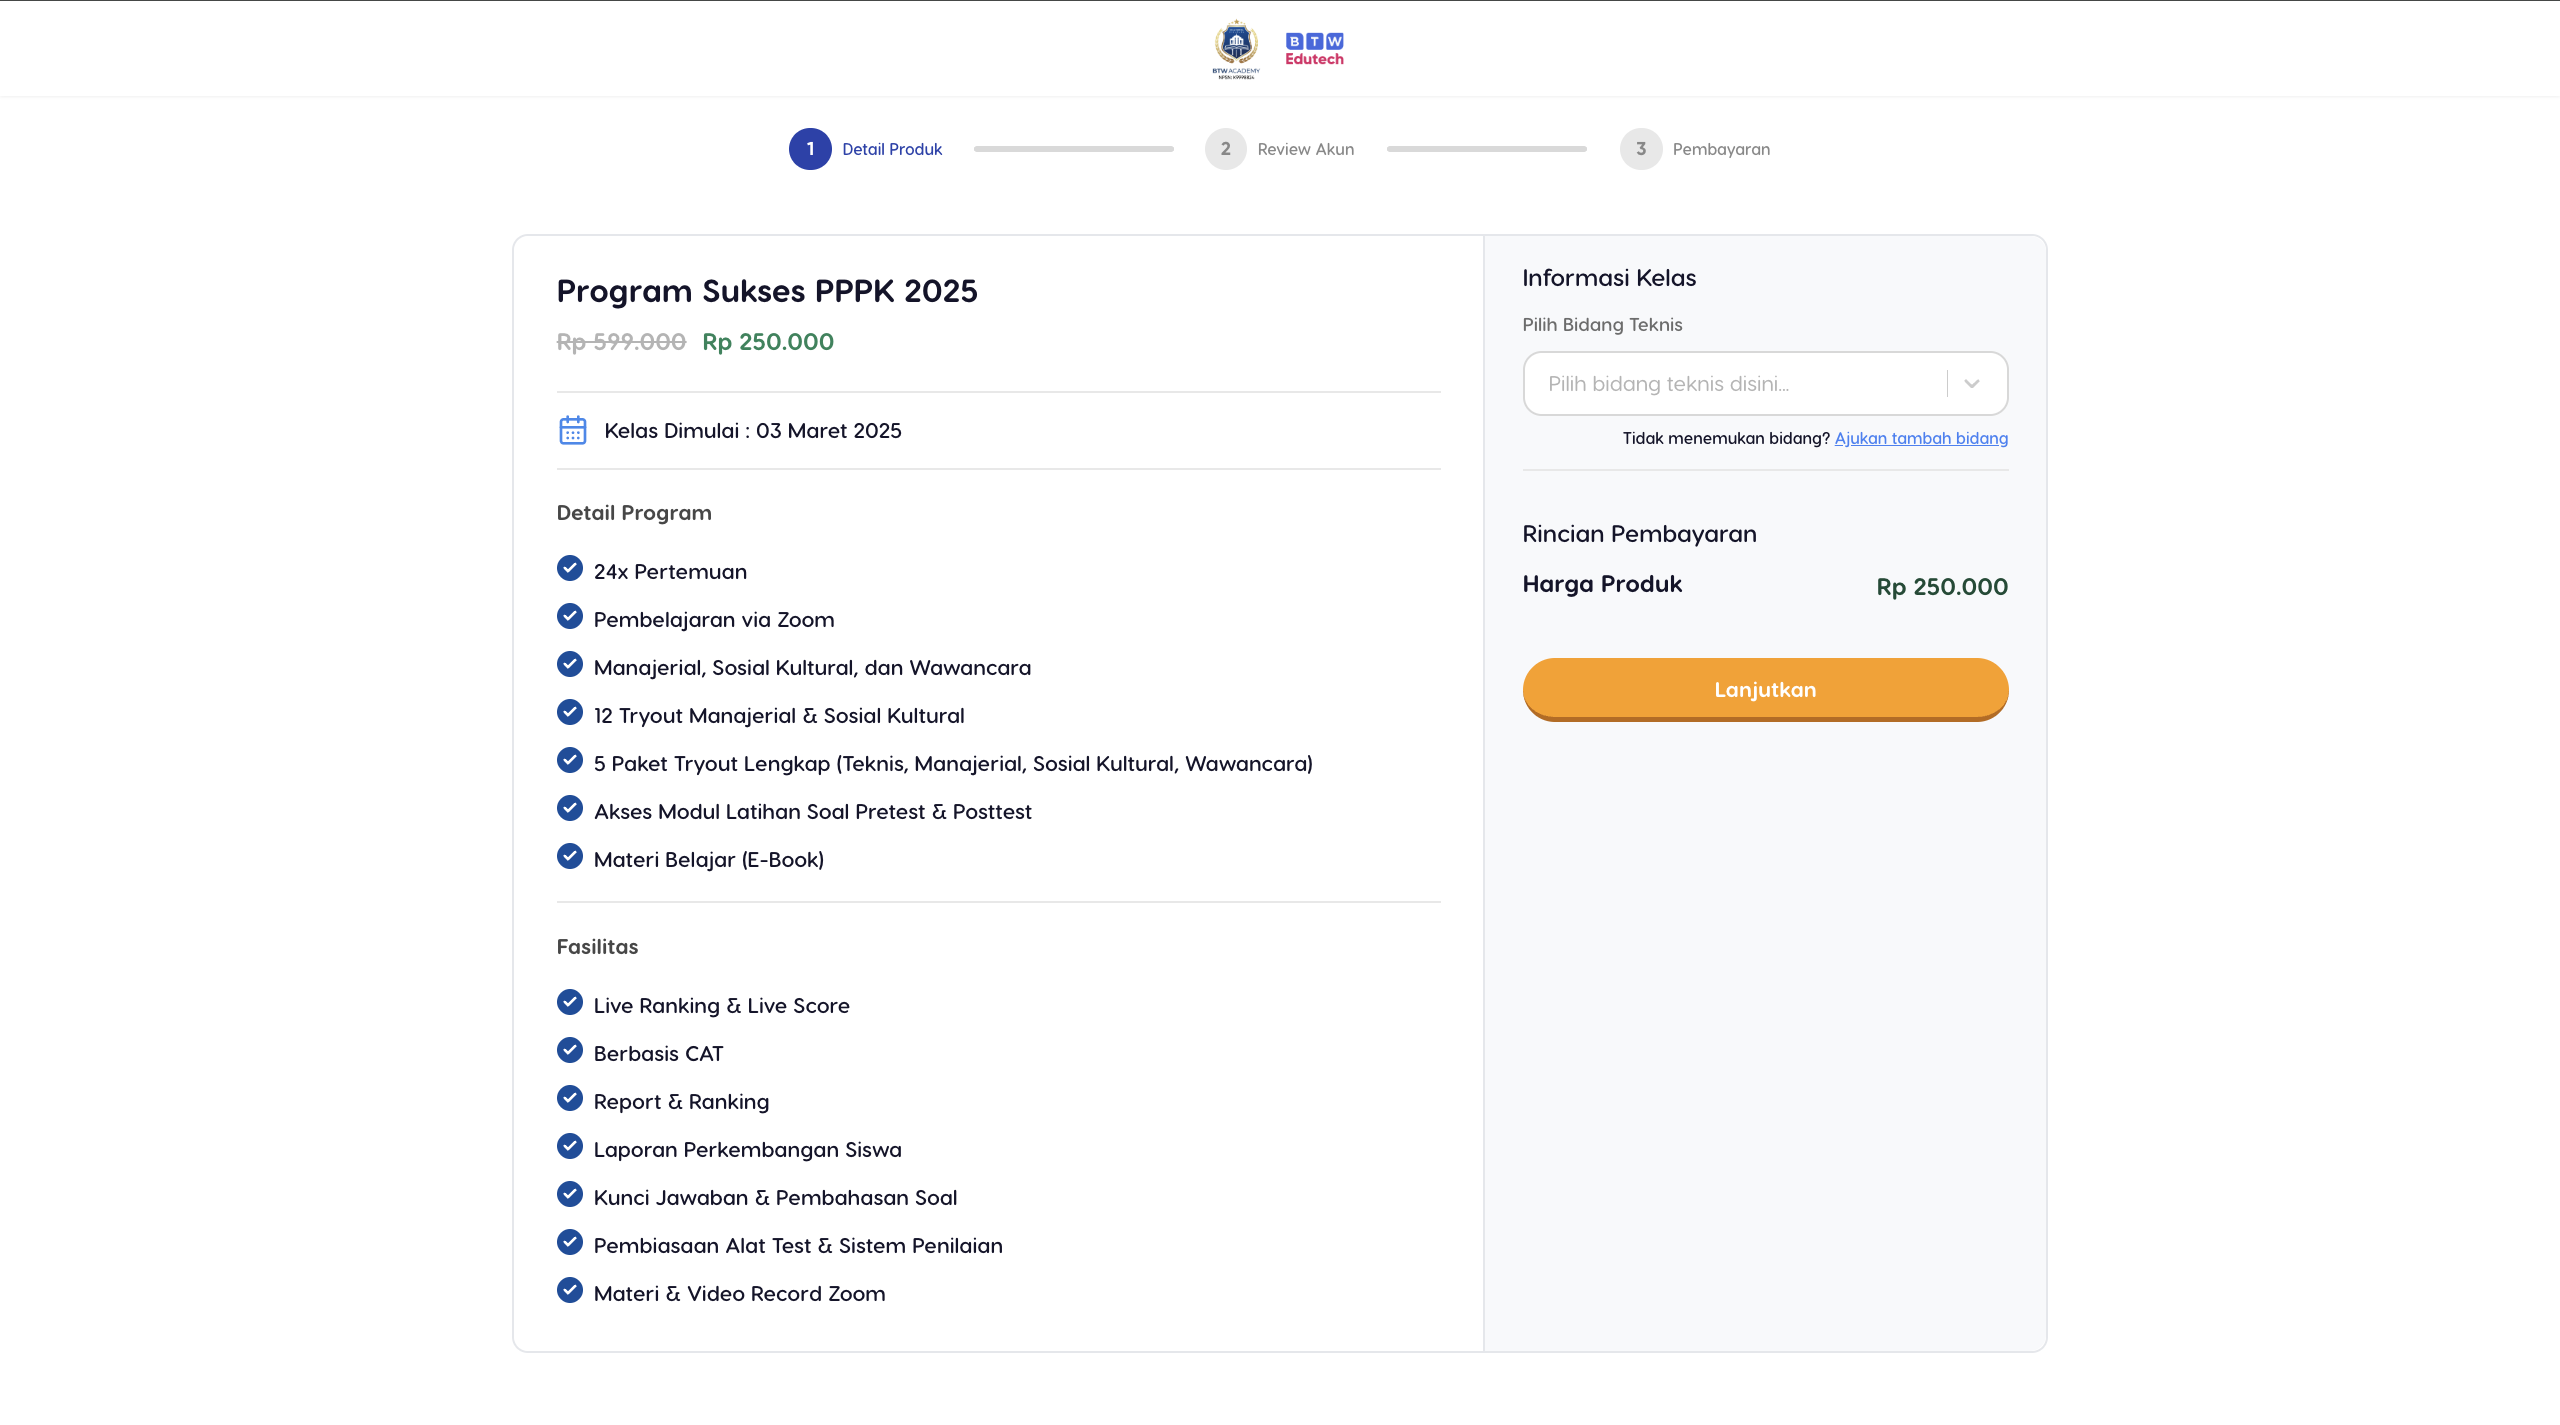 BTW ACADEMY
BTW
Edutech
1 Detail Produk
2 Review Akun
3 Pembayaran
Program Sukses PPPK 2025
Rp 599.000 Rp 250.000
Kelas Dimulai : 03 Maret 2025
Detail Program
24x Pertemuan
Pembelajaran via Zoom
Manajerial, Sosial Kultural, dan Wawancara
12 Tryout Manajerial & Sosial Kultural
5 Paket Tryout Lengkap (Teknis, Manajerial, Sosial Kultural, Wawancara)
Akses Modul Latihan Soal Pretest & Posttest
Materi Belajar (E-Book)
Fasilitas
Live Ranking & Live Score
Berbasis CAT
Report & Ranking
Laporan Perkembangan Siswa
Kunci Jawaban & Pembahasan Soal
Pembiasaan Alat Test & Sistem Penilaian
Materi & Video Record Zoom
Informasi Kelas
Pilih Bidang Teknis
Pilih bidang teknis disini...
Tidak menemukan bidang? Ajukan tambah bidang
Rincian Pembayaran
Harga Produk Rp 250.000
Lanjutkan